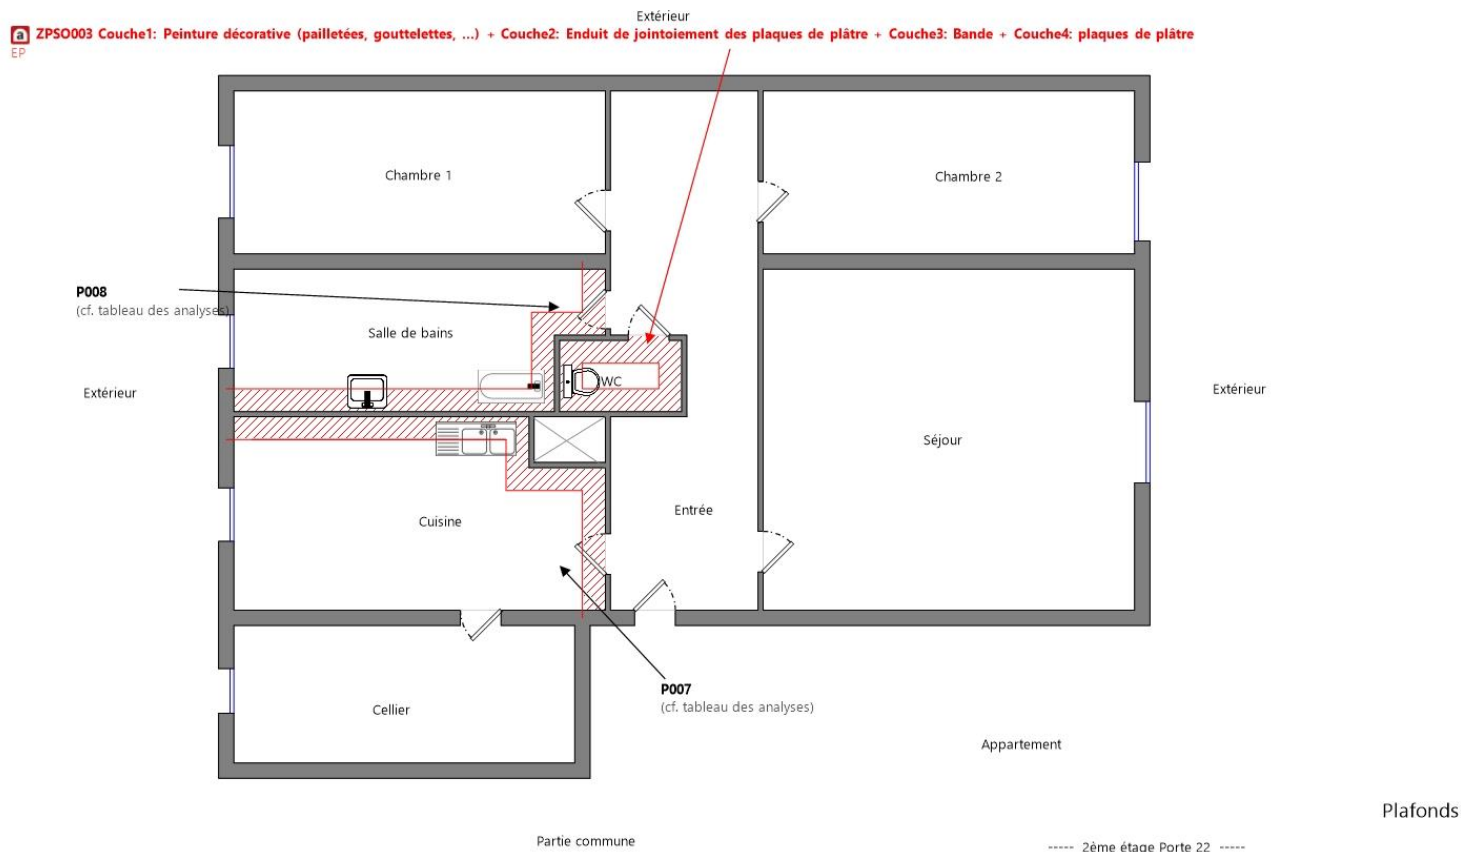 Extérieur
a ZPSO003 Couche1: Peinture décorative (pailletées, gouttelettes, ...) + Couche2: Enduit de jointoiement des plaques de plâtre + Couche3: Bande + Couche4: plaques de plâtre
EP
Chambre 1
Chambre 2
P008
(cf. tableau des analyses)
Salle de bains
WC
Extérieur
Extérieur
Séjour
Entrée
Cuisine
P007
(cf. tableau des analyses)
Cellier
Appartement
Plafonds
Partie commune
----- 2ème étage Porte 22 -----